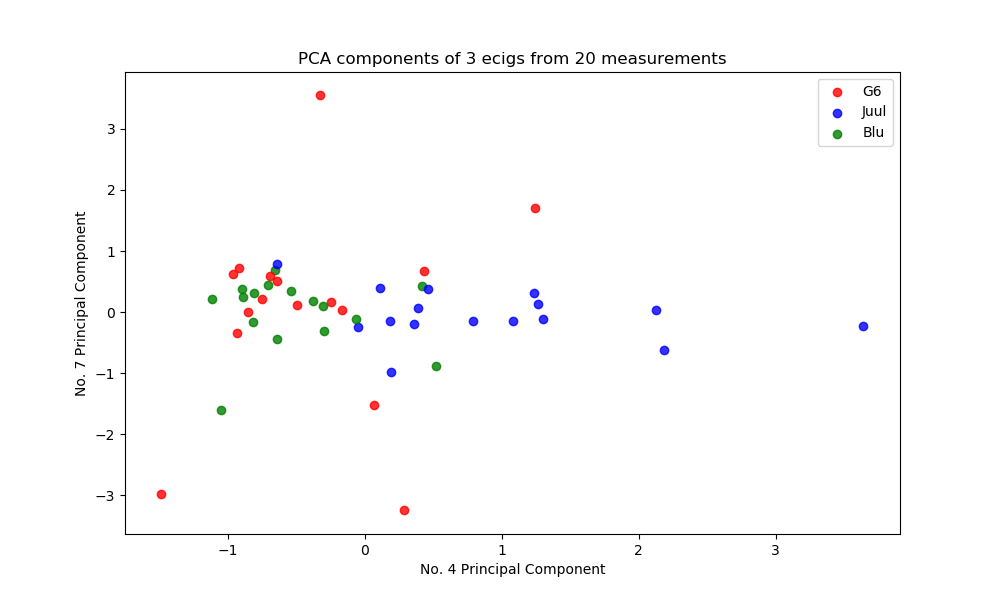 PCA components of 3 ecigs from 20 measurements
G6
Juul
Blu
3
2
1
0
−1
−2
−3
No. 7 Principal Component
−1
0
1
2
3
No. 4 Principal Component